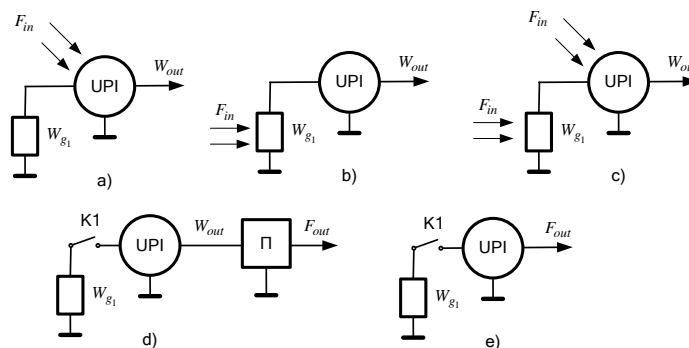 F_in
UPI
W_out
W_g1
a)
F_in
UPI
W_out
W_g1
b)
F_in
UPI
W_ou
F_in
W_g1
c)
K1
UPI
W_out
П
F_out
W_g1
d)
K1
UPI
F_out
W_g1
e)